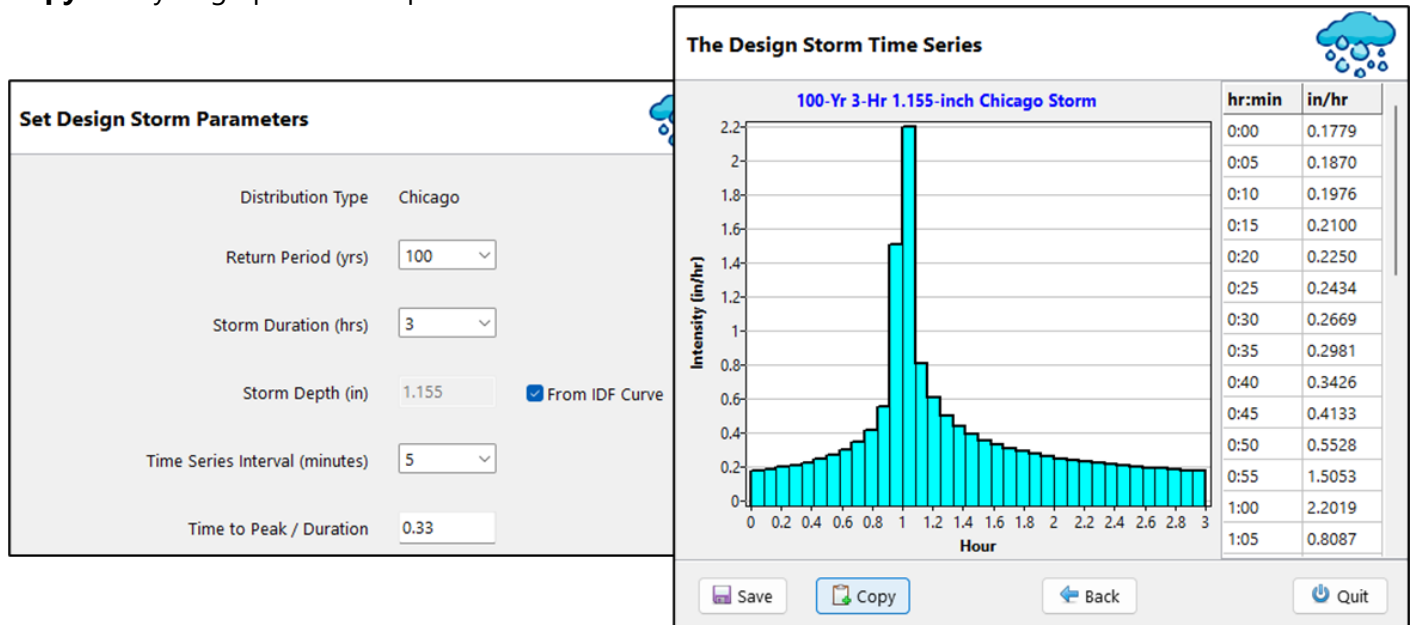 Set Design Storm Parameters
Distribution Type Chicago
Return Period (yrs) 100
Storm Duration (hrs) 3
Storm Depth (in) 1.155 From IDF Curve
Time Series Interval (minutes) 5
Time to Peak / Duration 0.33
The Design Storm Time Series
100-Yr 3-Hr 1.155-inch Chicago Storm
Intensity (in/hr)
2.2
2
1.8
1.6
1.4
1.2
1
0.8
0.6
0.4
0.2
0
0 0.2 0.4 0.6 0.8 1 1.2 1.4 1.6 1.8 2 2.2 2.4 2.6 2.8 3
Hour
hr:min in/hr
0:00 0.1779
0:05 0.1870
0:10 0.1976
0:15 0.2100
0:20 0.2250
0:25 0.2434
0:30 0.2669
0:35 0.2981
0:40 0.3426
0:45 0.4133
0:50 0.5528
0:55 1.5053
1:00 2.2019
1:05 0.8087
Save Copy Back Quit